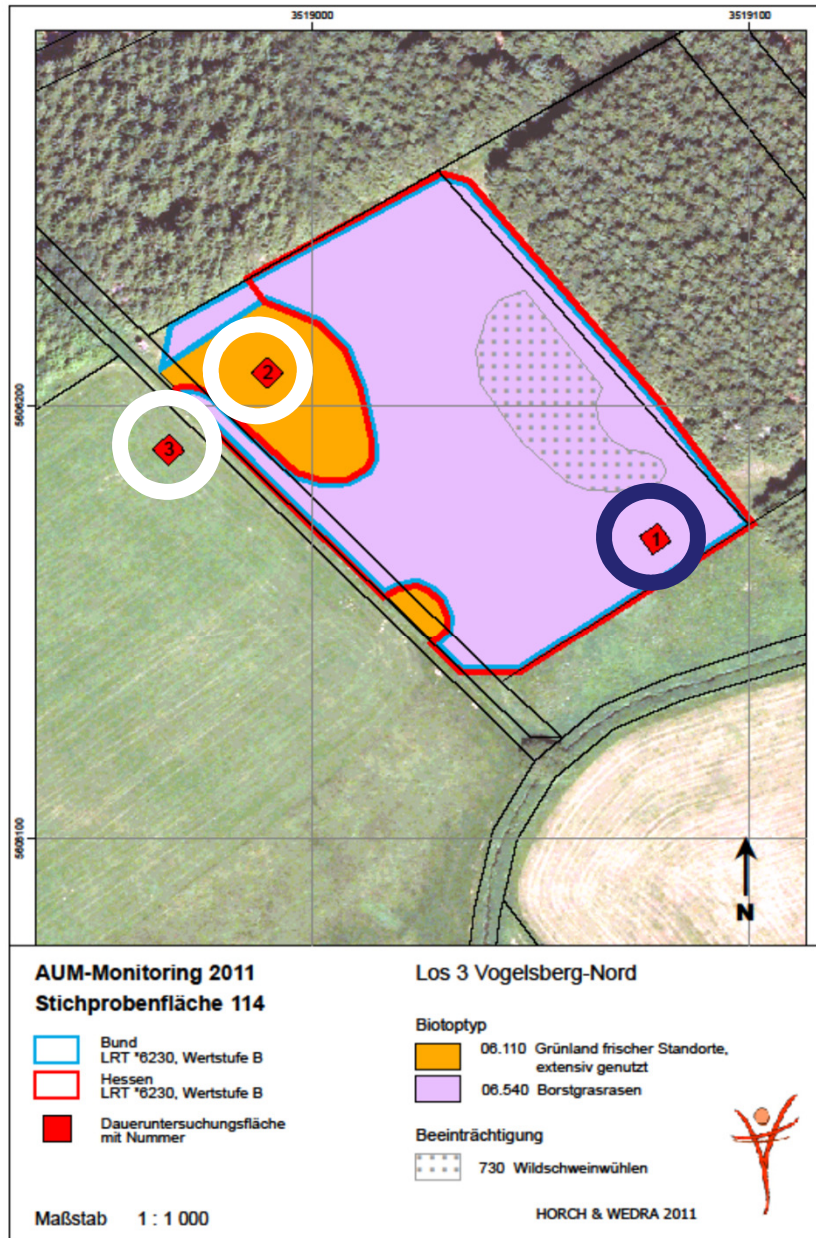 3519000
3519100
2
5606200
3
1
5606100
N
AUM-Monitoring 2011
Stichprobenfläche 114
Bund
LRT *6230, Wertstufe B
Hessen
LRT *6230, Wertstufe B
Daueruntersuchungsfläche
mit Nummer
Maßstab 1 : 1 000
Los 3 Vogelsberg-Nord
Biotoptyp
06.110 Grünland frischer Standorte,
extensiv genutzt
06.540 Borstgrasrasen
Beeinträchtigung
730 Wildschweinwühlen
HORCH & WEDRA 2011